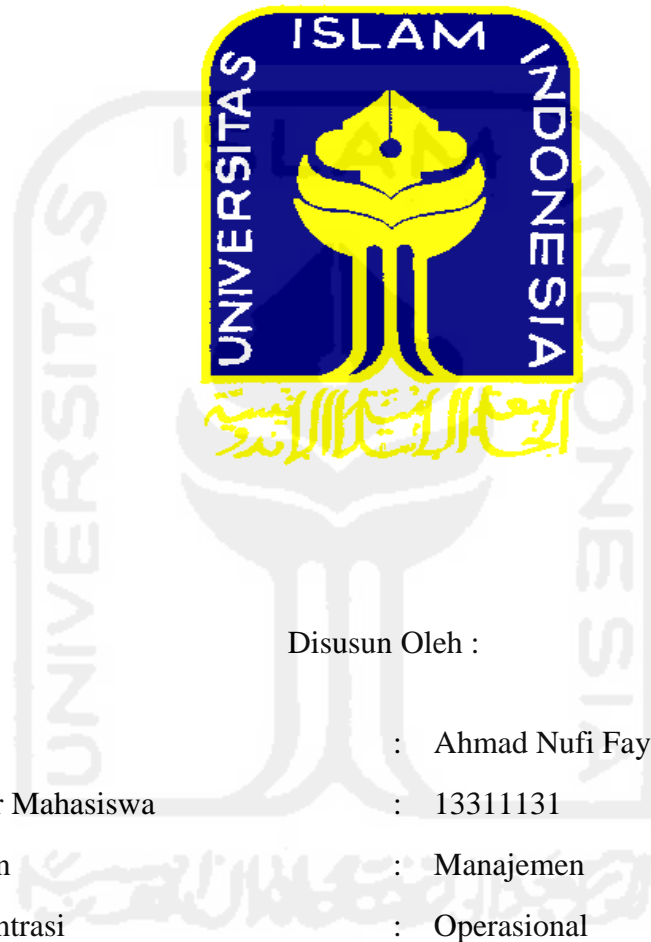 UNIVERSITAS ISLAM INDONESIA
Disusun Oleh :
: Ahmad Nufi Fay
r Mahasiswa : 13311131
n : Manajemen
ntrasi : Operasional